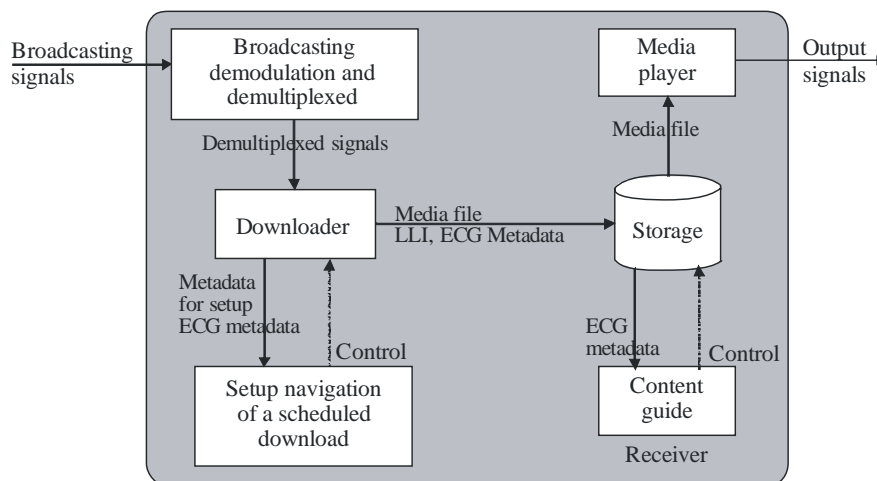 Broadcasting
signals
Broadcasting
demodulation and
demultiplexed
Media
player
Output
signals
Demultiplexed signals
Media file
Downloader
Media file
LLI, ECG Metadata
Storage
Metadata
for setup
ECG metadata
Control
ECG
metadata
Control
Setup navigation
of a scheduled
download
Content
guide
Receiver